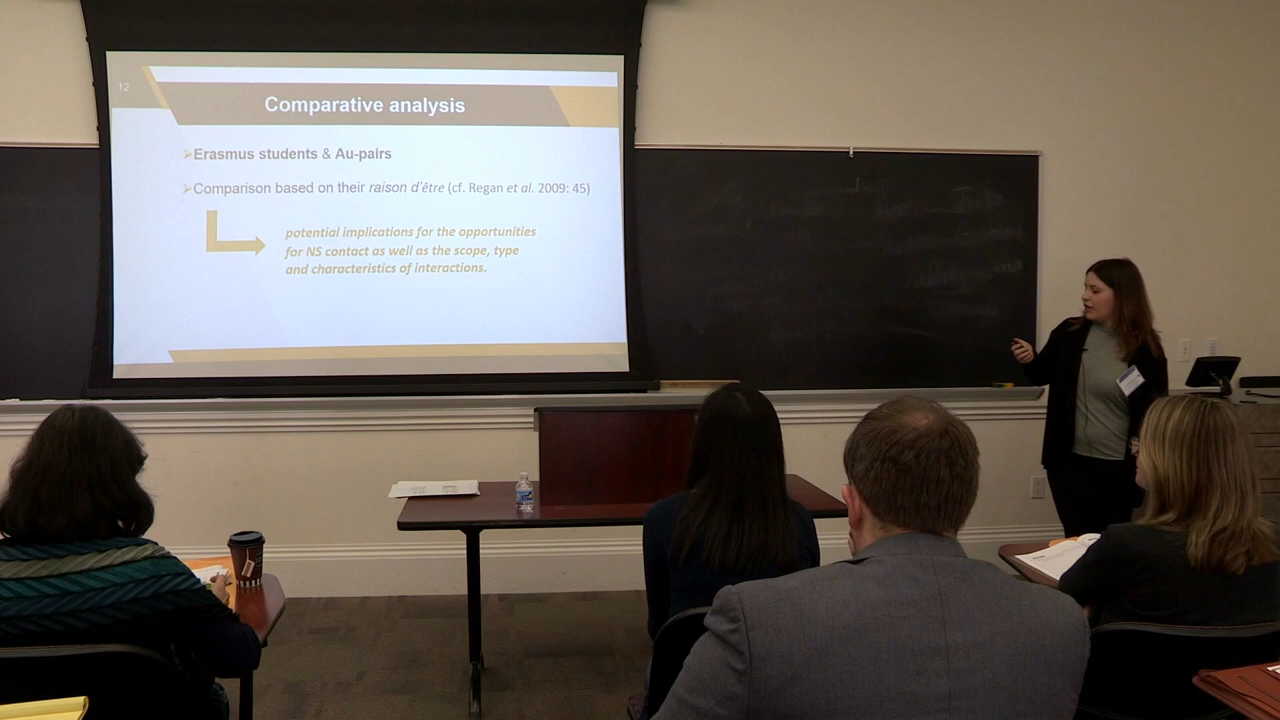 12
Comparative analysis
➢Erasmus students & Au-pairs
➢Comparison based on their raison d'être (cf. Regan et al. 2009: 45)
potential implications for the opportunities
for NS contact as well as the scope, type
and characteristics of interactions.